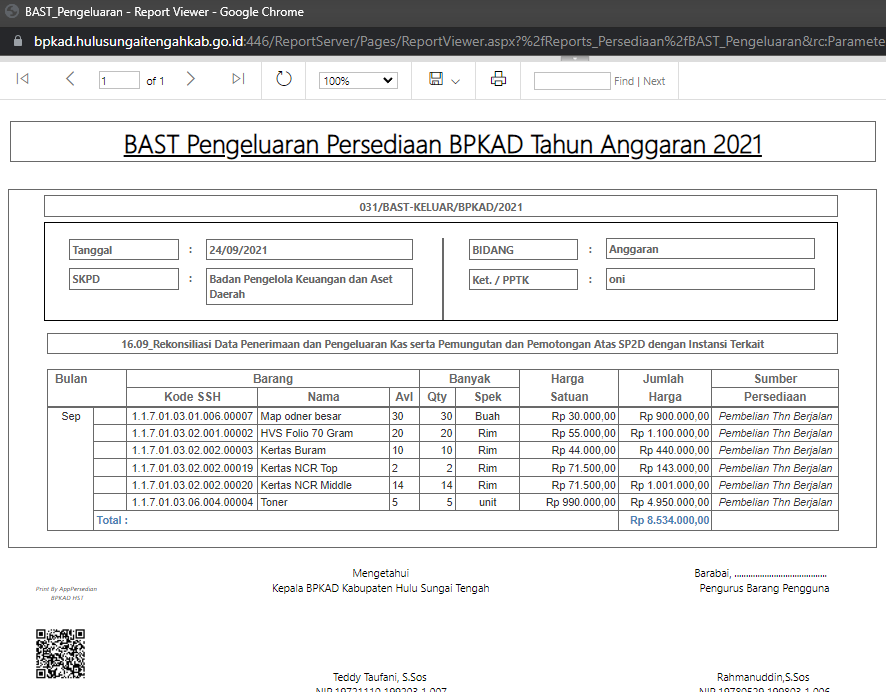 BAST_Pengeluaran - Report Viewer - Google Chrome
bpkad.hulusungaitengahkab.go.id:446/ReportServer/Pages/ReportViewer.aspx?%2fReports_Persediaan%2fBAST_Pengeluaran&rc:Paramete
1 of 1 100% Find | Next
BAST Pengeluaran Persediaan BPKAD Tahun Anggaran 2021
031/BAST-KELUAR/BPKAD/2021
Tanggal : 24/09/2021 BIDANG : Anggaran
SKPD : Badan Pengelola Keuangan dan Aset Daerah Ket. / PPTK : oni
16.09_Rekonsiliasi Data Penerimaan dan Pengeluaran Kas serta Pemungutan dan Pemotongan Atas SP2D dengan Instansi Terkait
Bulan Barang Banyak Harga Jumlah Sumber
Kode SSH Nama Avl Qty Spek Satuan Harga Persediaan
Sep 1.1.7.01.03.01.006.00007 Map odner besar 30 30 Buah Rp 30.000,00 Rp 900.000,00 Pembelian Thn Berjalan
1.1.7.01.03.02.001.00002 HVS Folio 70 Gram 20 20 Rim Rp 55.000,00 Rp 1.100.000,00 Pembelian Thn Berjalan
1.1.7.01.03.02.002.00003 Kertas Buram 10 10 Rim Rp 44.000,00 Rp 440.000,00 Pembelian Thn Berjalan
1.1.7.01.03.02.002.00019 Kertas NCR Top 2 2 Rim Rp 71.500,00 Rp 143.000,00 Pembelian Thn Berjalan
1.1.7.01.03.02.002.00020 Kertas NCR Middle 14 14 Rim Rp 71.500,00 Rp 1.001.000,00 Pembelian Thn Berjalan
1.1.7.01.03.06.004.00004 Toner 5 5 unit Rp 990.000,00 Rp 4.950.000,00 Pembelian Thn Berjalan
Total : Rp 8.534.000,00
Mengetahui Barabai, ......................................
Kepala BPKAD Kabupaten Hulu Sungai Tengah Pengurus Barang Pengguna
Print By AppPersedian
BPKAD HST
Teddy Taufani, S.Sos Rahmanuddin,S.Sos
NIP.19721110 199203 1 007 NIP.19780529 199803 1 006